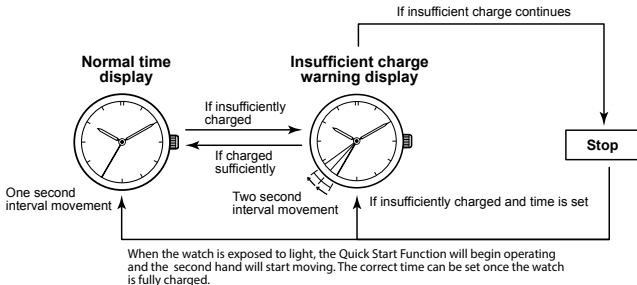 If insufficient charge continues
Normal time
display
Insufficient charge
warning display
If insufficiently
charged
If charged
sufficiently
Stop
One second
interval movement
Two second
interval movement
If insufficiently charged and time is set
When the watch is exposed to light, the Quick Start Function will begin operating
and the second hand will start moving. The correct time can be set once the watch
is fully charged.